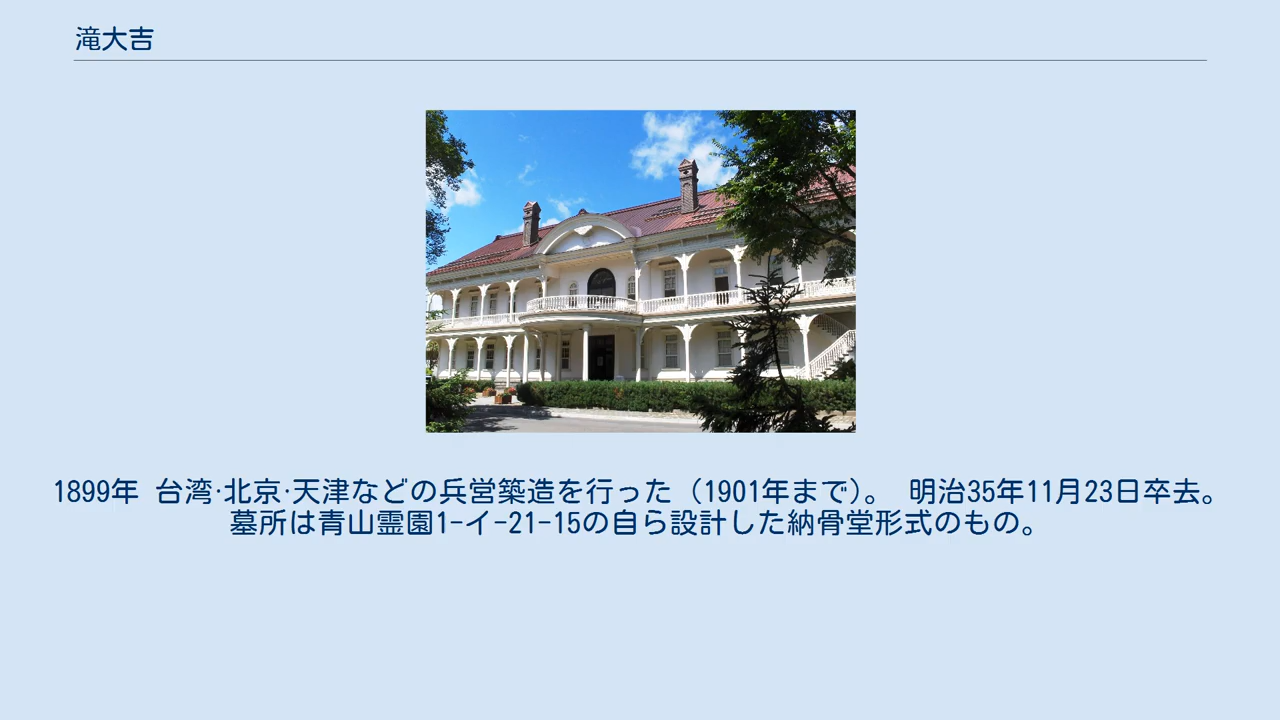 滝大吉
1899年 台湾･北京･天津などの兵営築造を行った（1901年まで）。 明治35年11月23日卒去。
墓所は青山霊園1-イ-21-15の自ら設計した納骨堂形式のもの。